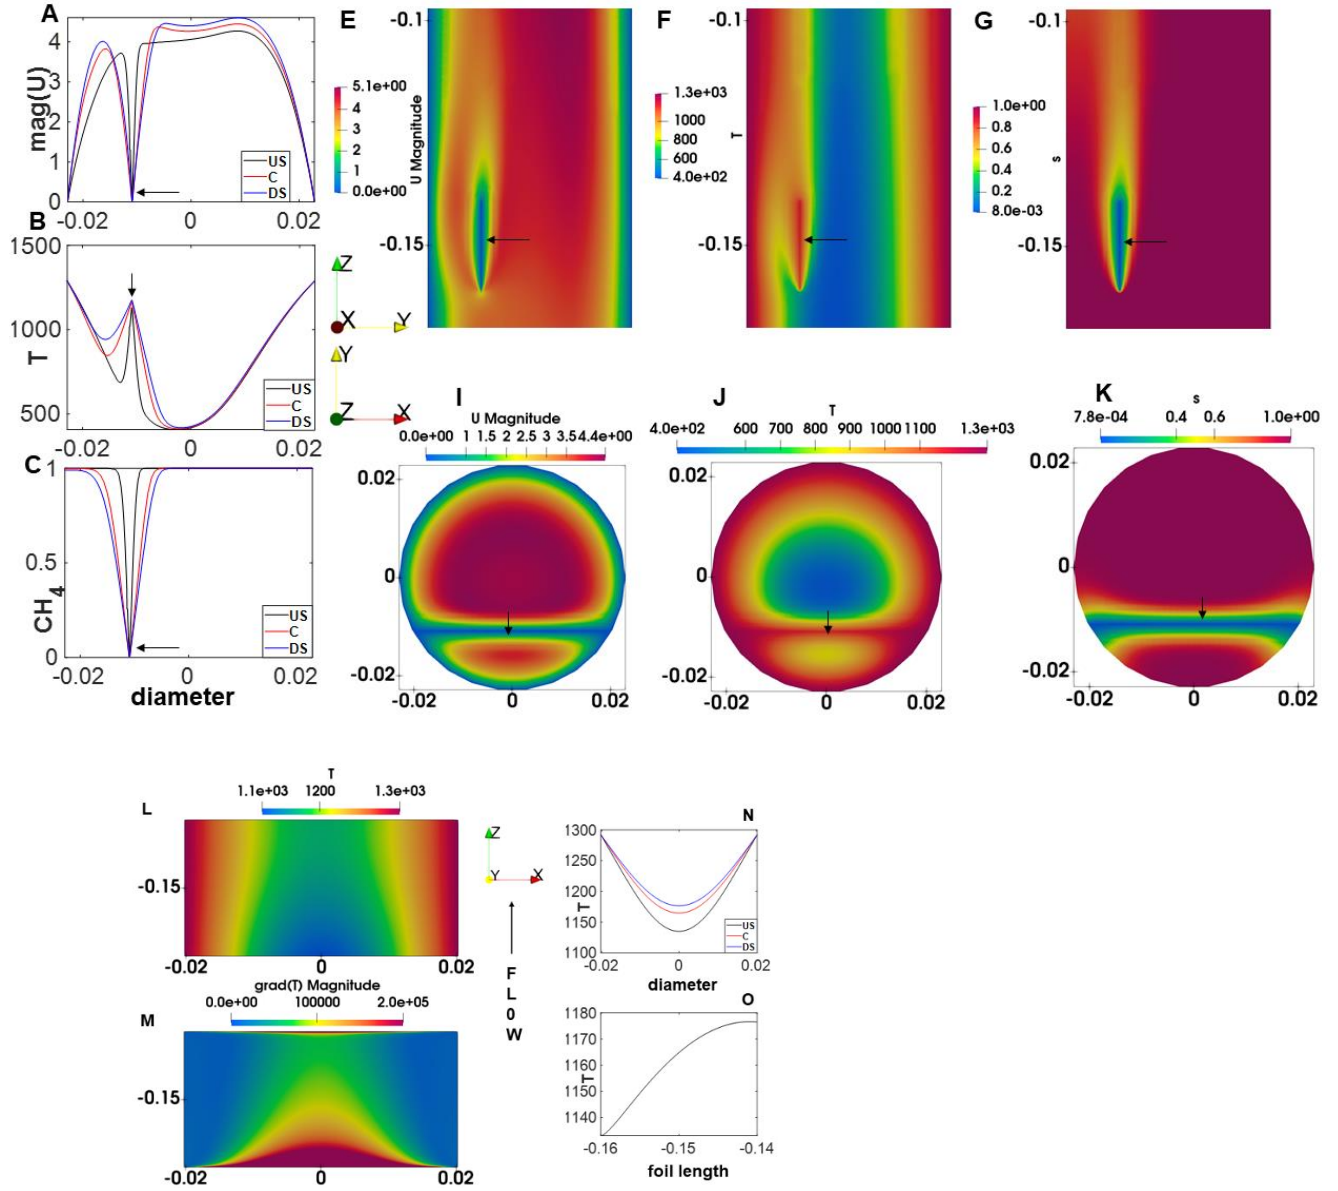 A
mag(U)
4
3
2
1
0
US
C
DS
-0.02
0
0.02
B
T
1500
1000
500
US
C
DS
-0.02
0
0.02
C
CH4
1
0.5
0
US
C
DS
-0.02
0
0.02
diameter
Z
X
Y
Y
Z
X
E
-0.1
-0.15
5.1e+00
4
3
2
1
0.0e+00
U Magnitude
F
-0.1
-0.15
1.3e+03
1000
800
600
4.0e+02
T
G
-0.1
-0.15
1.0e+00
0.8
0.6
0.4
0.2
8.0e-03
s
I
U Magnitude
0.0e+00 1 1.5 2 2.5 3 3.5 4.4e+00
0.02
0
-0.02
-0.02 0 0.02
J
T
4.0e+02 600 700 800 900 1000 1100 1.3e+03
0.02
0
-0.02
-0.02 0 0.02
K
s
7.8e-04 0.4 0.6 1.0e+00
0.02
0
-0.02
-0.02 0 0.02
L
T
1.1e+03 1200 1.3e+03
-0.15
-0.02 0 0.02
M
grad(T) Magnitude
0.0e+00 100000 2.0e+05
-0.15
-0.02 0 0.02
Z
Y
X
F
L
0
W
N
T
1300
1250
1200
1150
1100
US
C
DS
-0.02 0 0.02
diameter
O
T
1180
1170
1160
1150
1140
-0.16 -0.15 -0.14
foil length